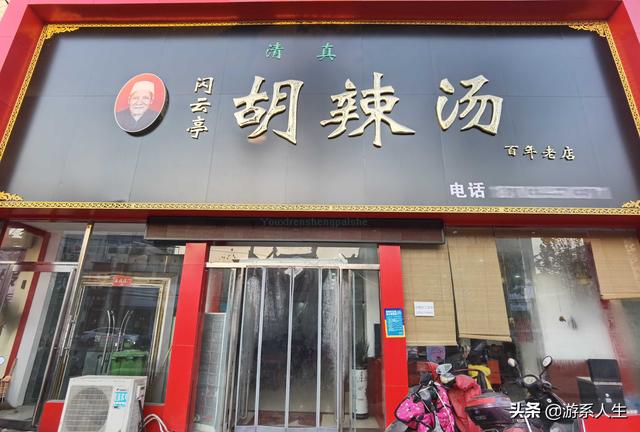 清真
闪云亭
胡辣汤
百年老店
电话
Youxirenshengpaishe
头条 @游系人生